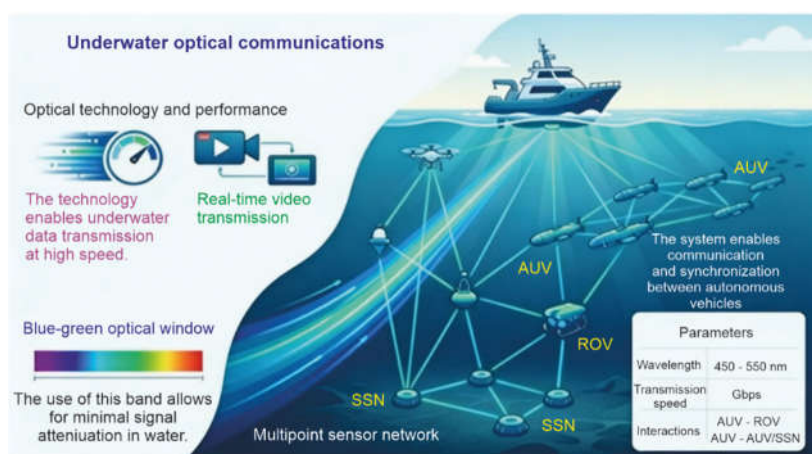 Underwater optical communications
Optical technology and performance
The technology
enables underwater
data transmission
at high speed.
Real-time video
transmission
Blue-green optical window
The use of this band allows
for minimal signal
atteniuation in water.
AUV
AUV
The system enables
communication
and synchronization
between autonornous
vehicles
ROV
SSN
SSN
Multipoint sensor network
Parameters
Wavelength 450 - 550 nm
Transmission
speed
Gbps
Interactions
AUV - ROV
AUV - AUV/SSN